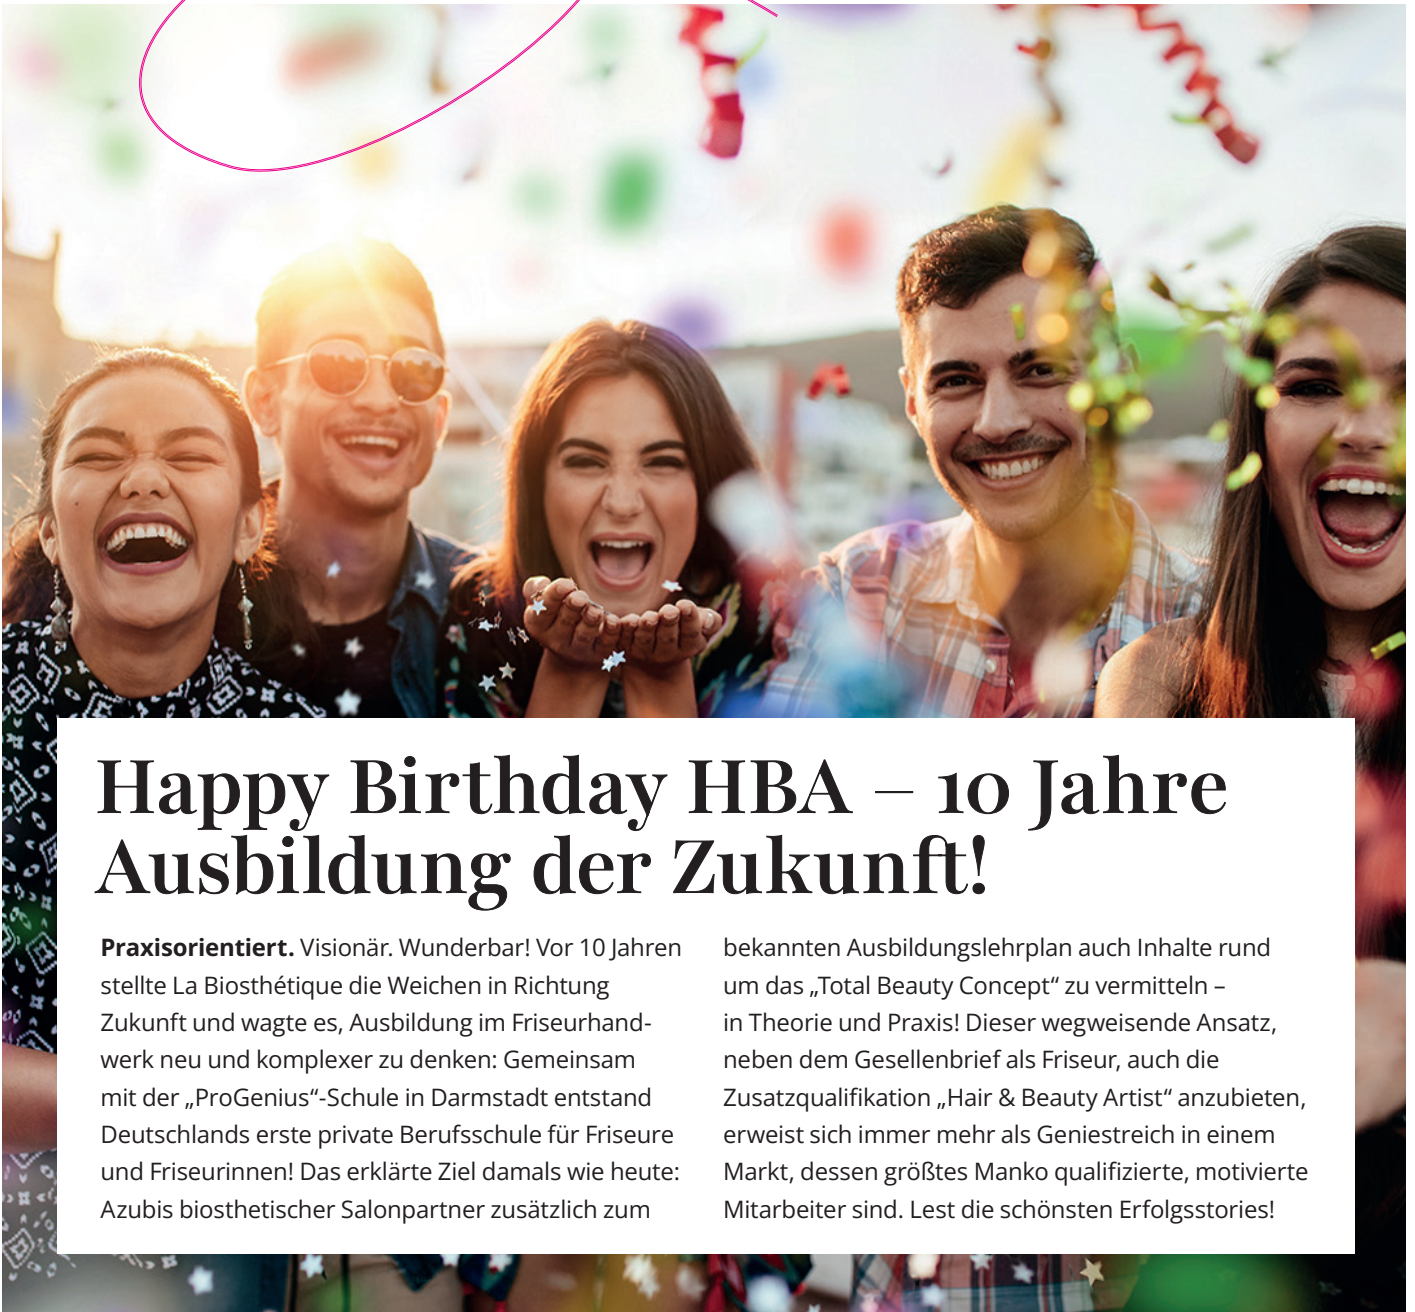 Happy Birthday HBA – 10 Jahre
Ausbildung der Zukunft!
Praxisorientiert. Visionär. Wunderbar! Vor 10 Jahren
stellte La Biosthétique die Weichen in Richtung
Zukunft und wagte es, Ausbildung im Friseurhand-
werk neu und komplexer zu denken: Gemeinsam
mit der „ProGenius“-Schule in Darmstadt entstand
Deutschlands erste private Berufsschule für Friseure
und Friseurinnen! Das erklärte Ziel damals wie heute:
Azubis biosthetischer Salonpartner zusätzlich zum
bekannten Ausbildungslehrplan auch Inhalte rund
um das „Total Beauty Concept“ zu vermitteln –
in Theorie und Praxis! Dieser wegweisende Ansatz,
neben dem Gesellenbrief als Friseur, auch die
Zusatzqualifikation „Hair & Beauty Artist“ anzubieten,
erweist sich immer mehr als Geniestreich in einem
Markt, dessen größtes Manko qualifizierte, motivierte
Mitarbeiter sind. Lest die schönsten Erfolgsstories!